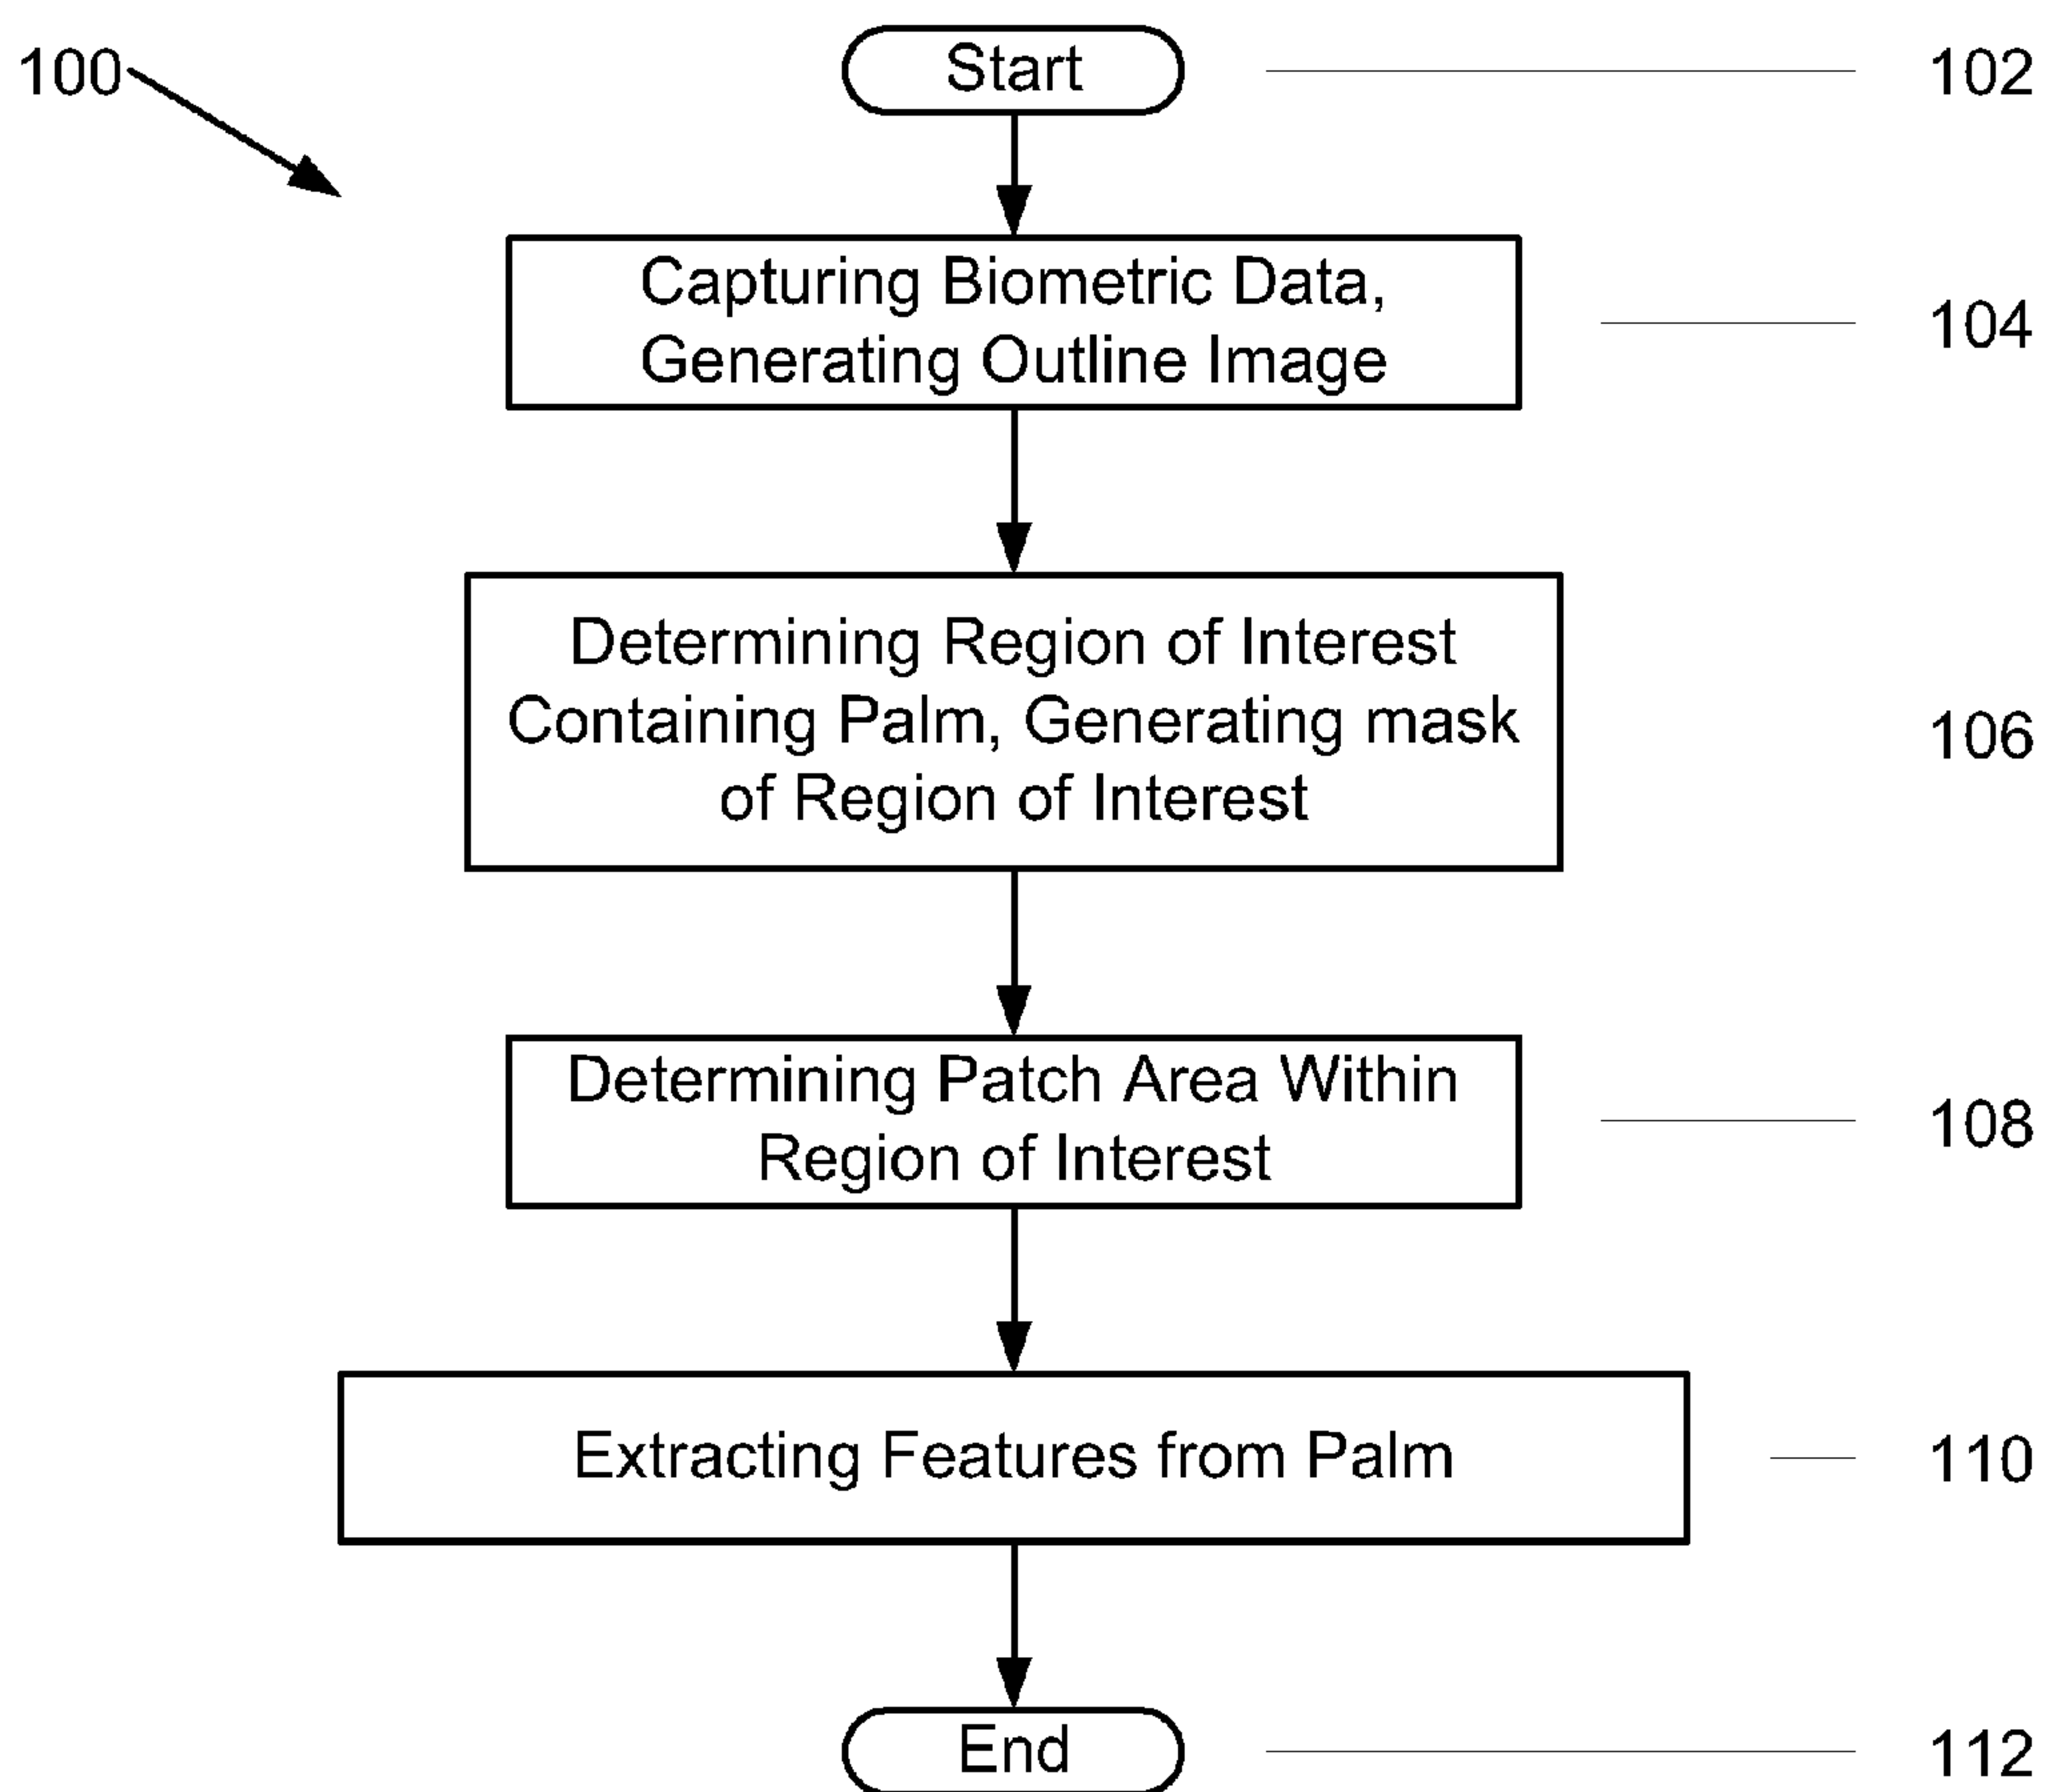 100
Start
102
Capturing Biometric Data,
Generating Outline Image
104
Determining Region of Interest
Containing Palm, Generating mask
of Region of Interest
106
Determining Patch Area Within
Region of Interest
108
Extracting Features from Palm
110
End
112